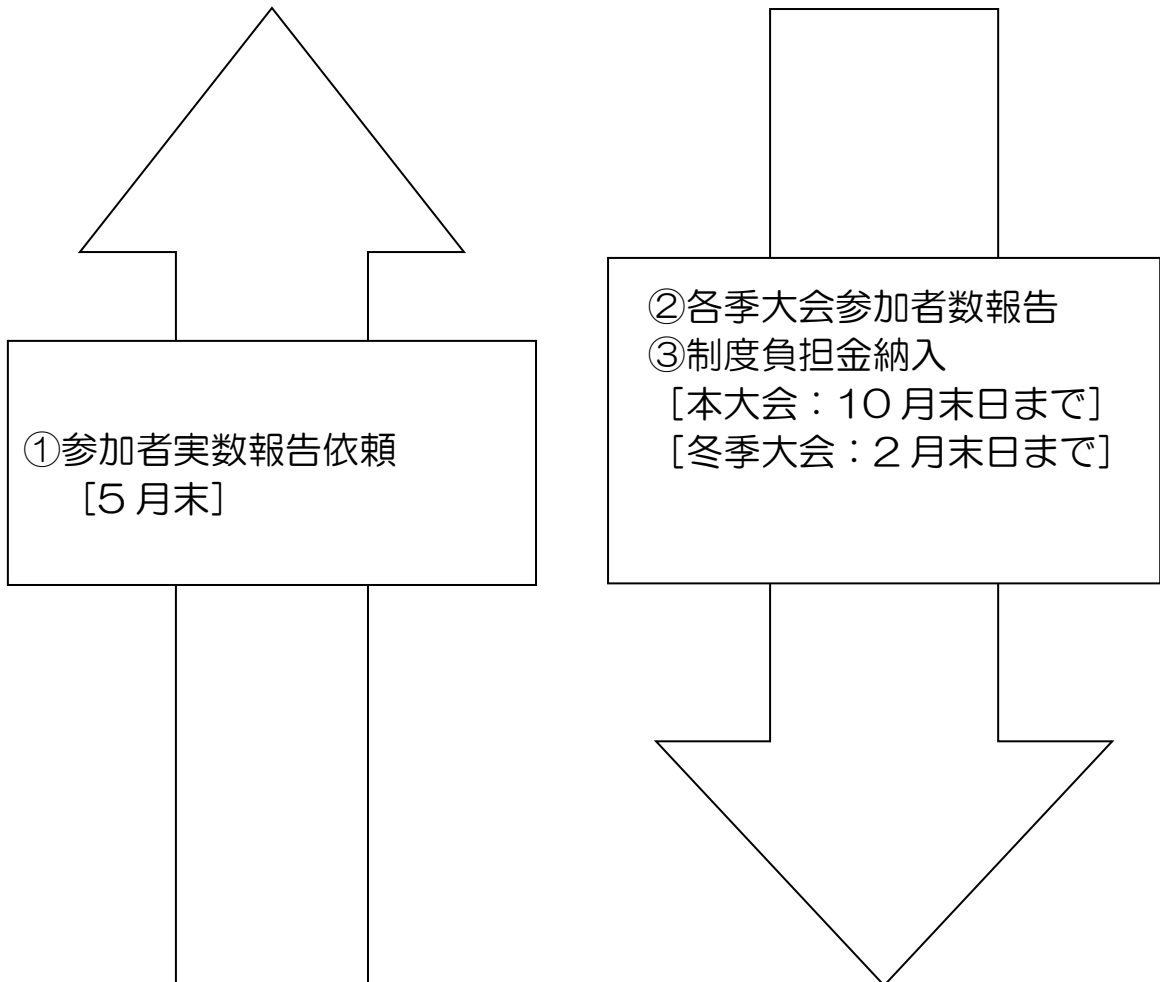 ①参加者実数報告依頼
［5月末］
②各季大会参加者数報告
③制度負担金納入
［本大会：10月末日まで］
［冬季大会：2月末日まで］